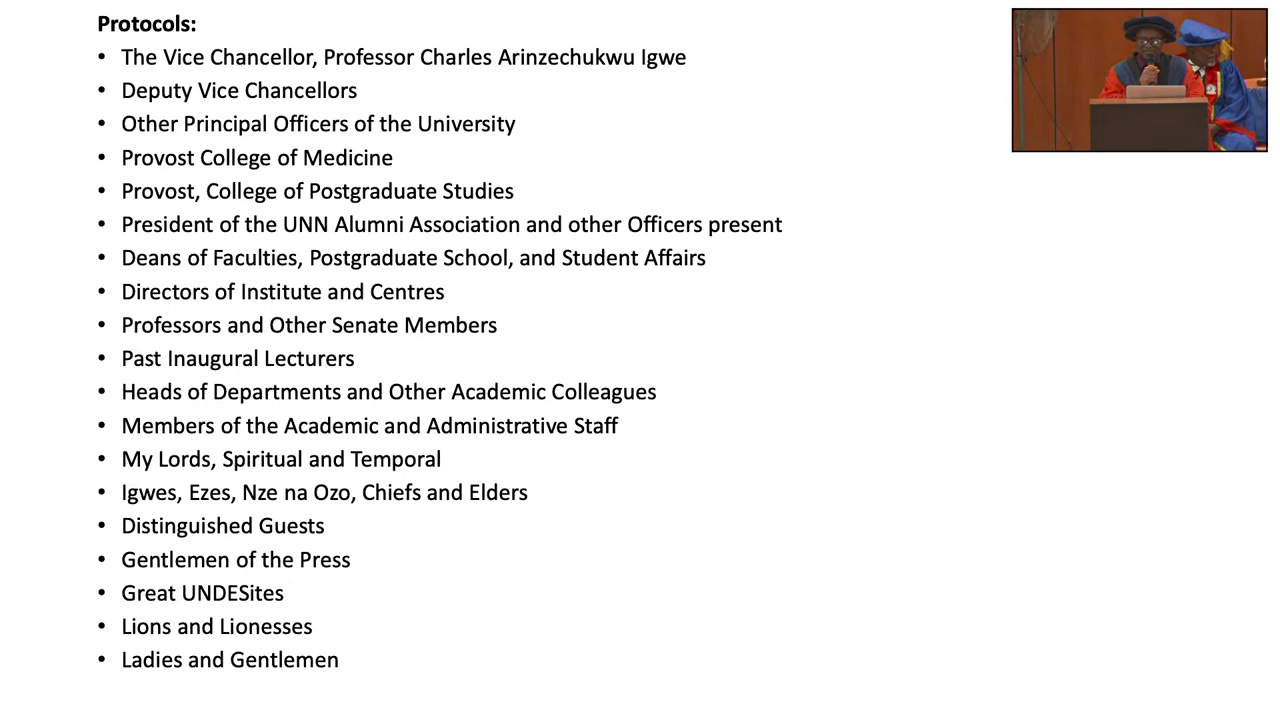 Protocols:
• The Vice Chancellor, Professor Charles Arinzechukwu Igwe
• Deputy Vice Chancellors
• Other Principal Officers of the University
• Provost College of Medicine
• Provost, College of Postgraduate Studies
• President of the UNN Alumni Association and other Officers present
• Deans of Faculties, Postgraduate School, and Student Affairs
• Directors of Institute and Centres
• Professors and Other Senate Members
• Past Inaugural Lecturers
• Heads of Departments and Other Academic Colleagues
• Members of the Academic and Administrative Staff
• My Lords, Spiritual and Temporal
• Igwes, Ezes, Nze na Ozo, Chiefs and Elders
• Distinguished Guests
• Gentlemen of the Press
• Great UNDESites
• Lions and Lionesses
• Ladies and Gentlemen